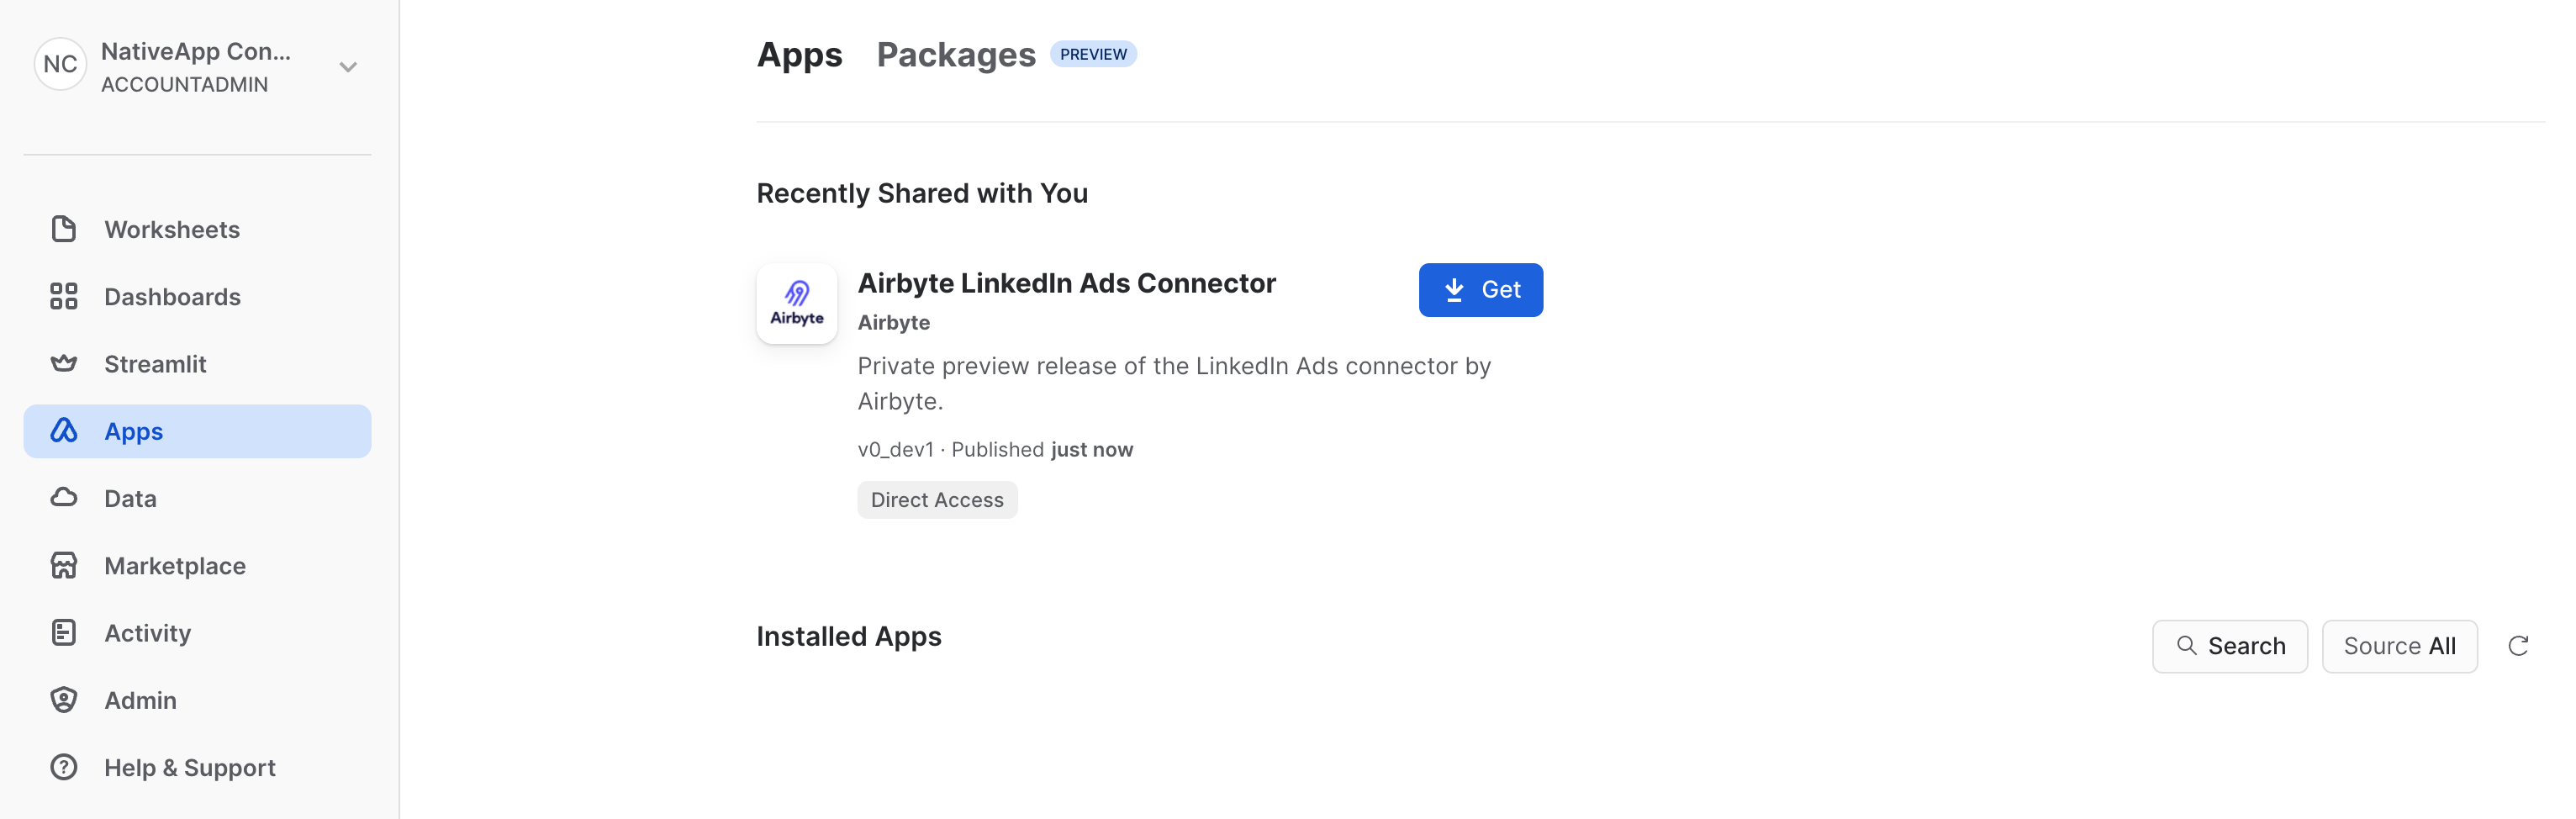 NC
NativeApp Con...
ACCOUNTADMIN
Worksheets
Dashboards
Streamlit
Apps
Data
Marketplace
Activity
Admin
Help & Support
Apps Packages PREVIEW
Recently Shared with You
Airbyte
Airbyte LinkedIn Ads Connector
Get
Airbyte
Private preview release of the LinkedIn Ads connector by
Airbyte.
v0_dev1 · Published just now
Direct Access
Installed Apps
Search
Source All